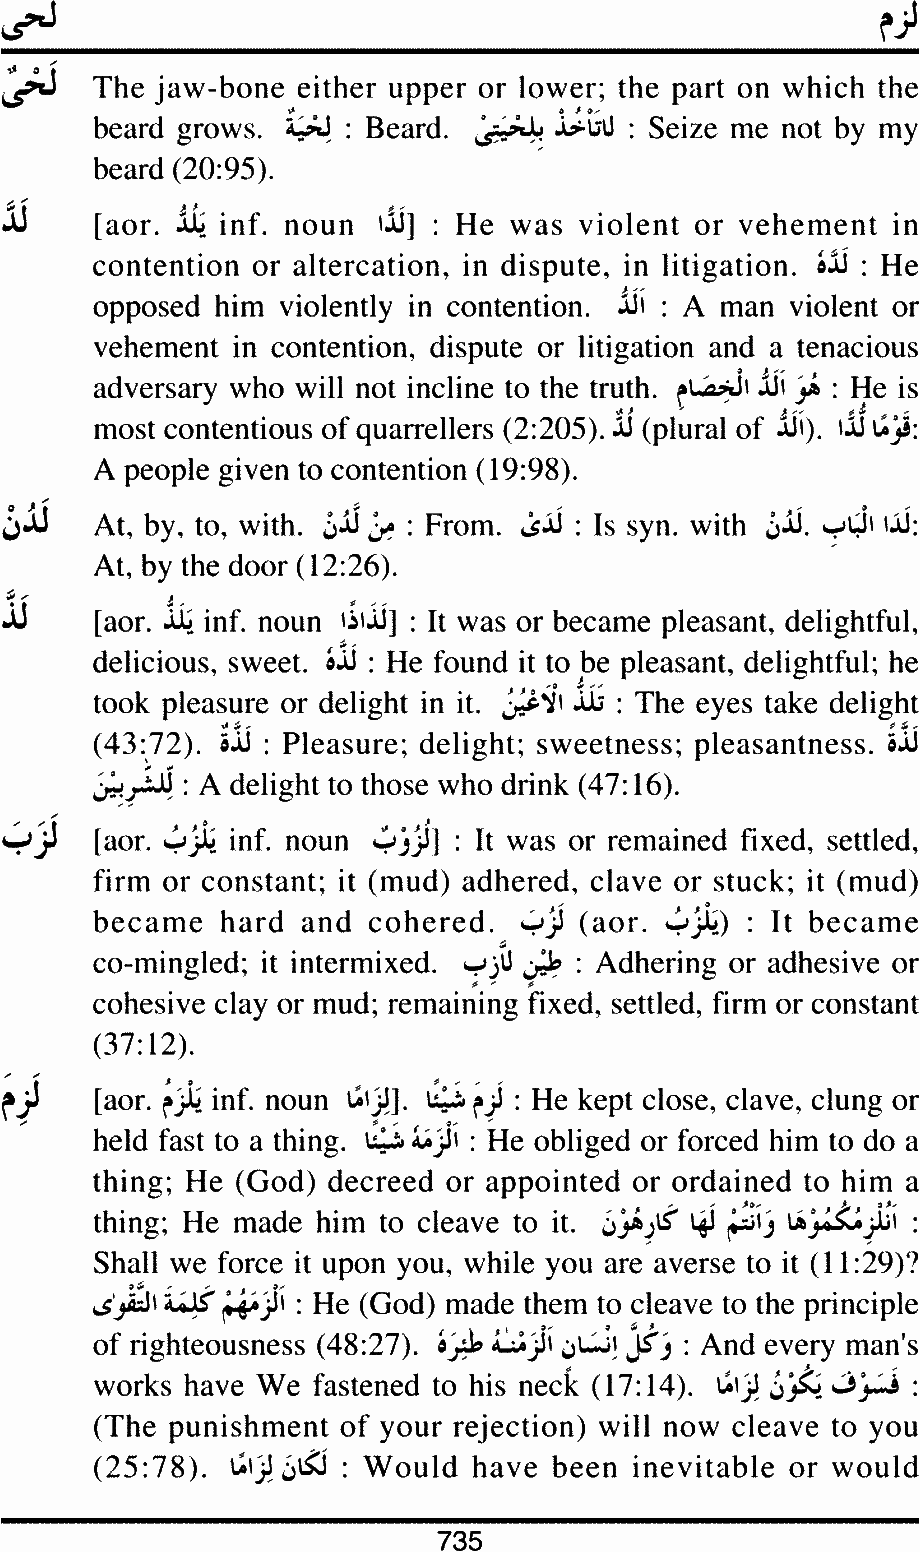 لحی لزم
لَحْیٌ The jaw-bone either upper or lower; the part on which the
beard grows. لِحْيَةٌ : Beard. لَاتَاْخُذْ بِلِحْيَتِیْ : Seize me not by my
beard (20:95).
لَدَّ [aor. يَلُدُّ inf. noun لَدًّا] : He was violent or vehement in
contention or altercation, in dispute, in litigation. لَدَّهٗ : He
opposed him violently in contention. اَلَدُّ : A man violent or
vehement in contention, dispute or litigation and a tenacious
adversary who will not incline to the truth. هُوَ اَلَدُّ الْخِصَامِ : He is
most contentious of quarrellers (2:205). لُدٌّ (plural of اَلَدُّ). قَوْمًا لُّدًّا:
A people given to contention (19:98).
لَدُنْ At, by, to, with. مِنْ لَّدُنْ : From. لَدَیْ : Is syn. with لَدُنْ. لَدَا الْبَابِ:
At, by the door (12:26).
لَذَّ [aor. يَلَذُّ inf. noun لَذَاذًا] : It was or became pleasant, delightful,
delicious, sweet. لَذَّهٗ : He found it to be pleasant, delightful; he
took pleasure or delight in it. تَلَذُّ الْاَعْيُنُ : The eyes take delight
(43:72). لَذَّةٌ : Pleasure; delight; sweetness; pleasantness. لَذَّةٍ
لِّلشّٰرِبِيْنَ : A delight to those who drink (47:16).
لَزَبَ [aor. يَلْزُبُ inf. noun لُزُوْبٌ] : It was or remained fixed, settled,
firm or constant; it (mud) adhered, clave or stuck; it (mud)
became hard and cohered. لَزُبَ (aor. يَلْزُبُ) : It became
co-mingled; it intermixed. طِيْنٍ لَّازِبٍ : Adhering or adhesive or
cohesive clay or mud; remaining fixed, settled, firm or constant
(37:12).
لَزِمَ [aor. يَلْزَمُ inf. noun لِزَامًا]. لَزِمَ شَيْئًا : He kept close, clave, clung or
held fast to a thing. اَلْزَمَهٗ شَيْئًا : He obliged or forced him to do a
thing; He (God) decreed or appointed or ordained to him a
thing; He made him to cleave to it. اَنُلْزِمُكُمُوْهَا وَاَنْتُمْ لَهَا كَارِهُوْنَ :
Shall we force it upon you, while you are averse to it (11:29)?
اَلْزَمَهُمْ كَلِمَةَ التَّقْوٰی : He (God) made them to cleave to the principle
of righteousness (48:27). وَكُلَّ اِنْسَانٍ اَلْزَمْنٰهُ طٰٓئِرَهٗ : And every man's
works have We fastened to his neck (17:14). فَسَوْفَ يَكُوْنُ لِزَامًا :
(The punishment of your rejection) will now cleave to you
(25:78). لَكَانَ لِزَامًا : Would have been inevitable or would
735